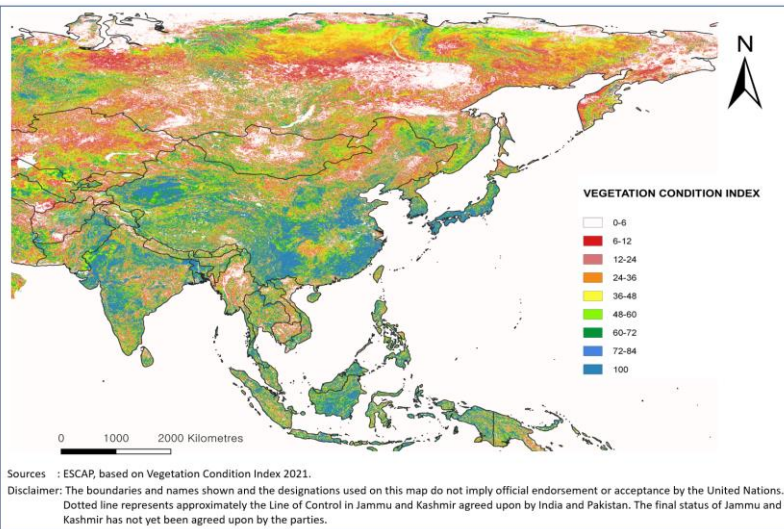 N
VEGETATION CONDITION INDEX
0-6
6-12
12-24
24-36
36-48
48-60
60-72
72-84
100
0 1000 2000 Kilometres
Sources : ESCAP, based on Vegetation Condition Index 2021.
Disclaimer: The boundaries and names shown and the designations used on this map do not imply official endorsement or acceptance by the United Nations.
Dotted line represents approximately the Line of Control in Jammu and Kashmir agreed upon by India and Pakistan. The final status of Jammu and
Kashmir has not yet been agreed upon by the parties.